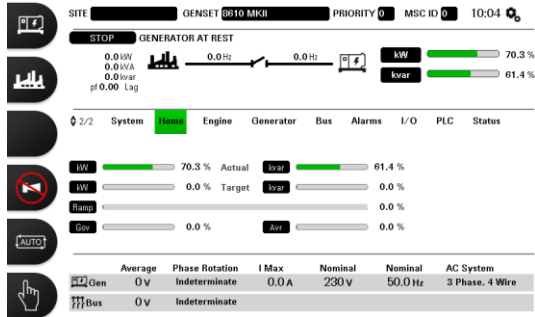 SITE GENSET 8610 MKII PRIORITY 0 MSC ID 0 10:04
STOP GENERATOR AT REST
0.0 kW
0.0 kVA
0.0 kvar
pf 0.00 Lag
0.0 Hz 0.0 Hz
kW 70.3 %
kvar 61.4 %
2/2 System Home Engine Generator Bus Alarms I/O PLC Status
kW 70.3 % Actual kvar 61.4 %
kW 0.0 % Target kvar 0.0 %
Ramp 0.0 %
Gov 0.0 % Avr 0.0 %
AUTO
Average Phase Rotation I Max Nominal Nominal AC System
Gen 0 V Indeterminate 0.0 A 230 V 50.0 Hz 3 Phase, 4 Wire
Bus 0 V Indeterminate